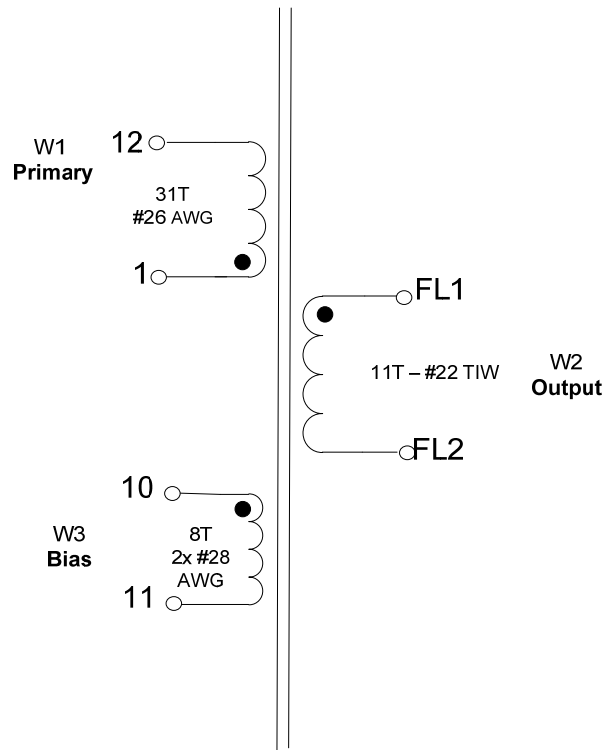 W1
Primary
12
31T
#26 AWG
1
FL1
11T – #22 TIW
W2
Output
FL2
10
W3
Bias
8T
2x #28
AWG
11